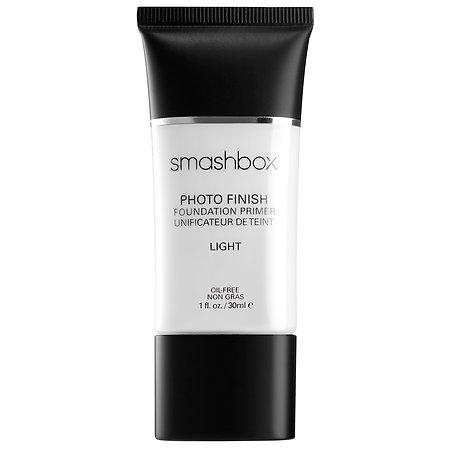 smashbox
PHOTO FINISH
FOUNDATION PRIMER
UNIFICATEUR DE TEINT
LIGHT
OIL-FREE
NON GRAS
1 fl. oz. / 30ml ℮